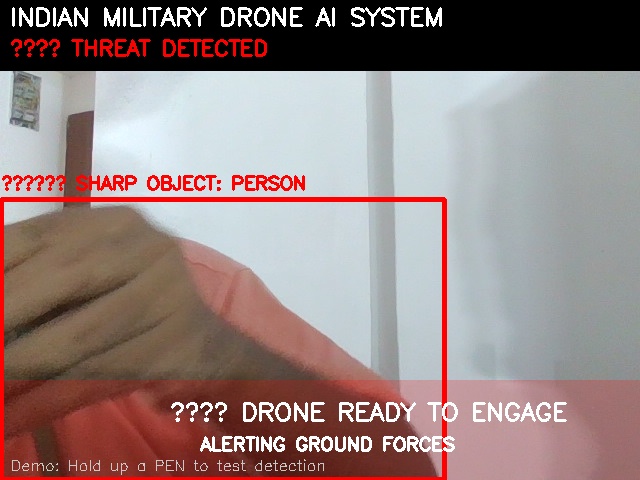 INDIAN MILITARY DRONE AI SYSTEM
???? THREAT DETECTED
?????? SHARP OBJECT: PERSON
???? DRONE READY TO ENGAGE
ALERTING GROUND FORCES
Demo: Hold up a PEN to test detection